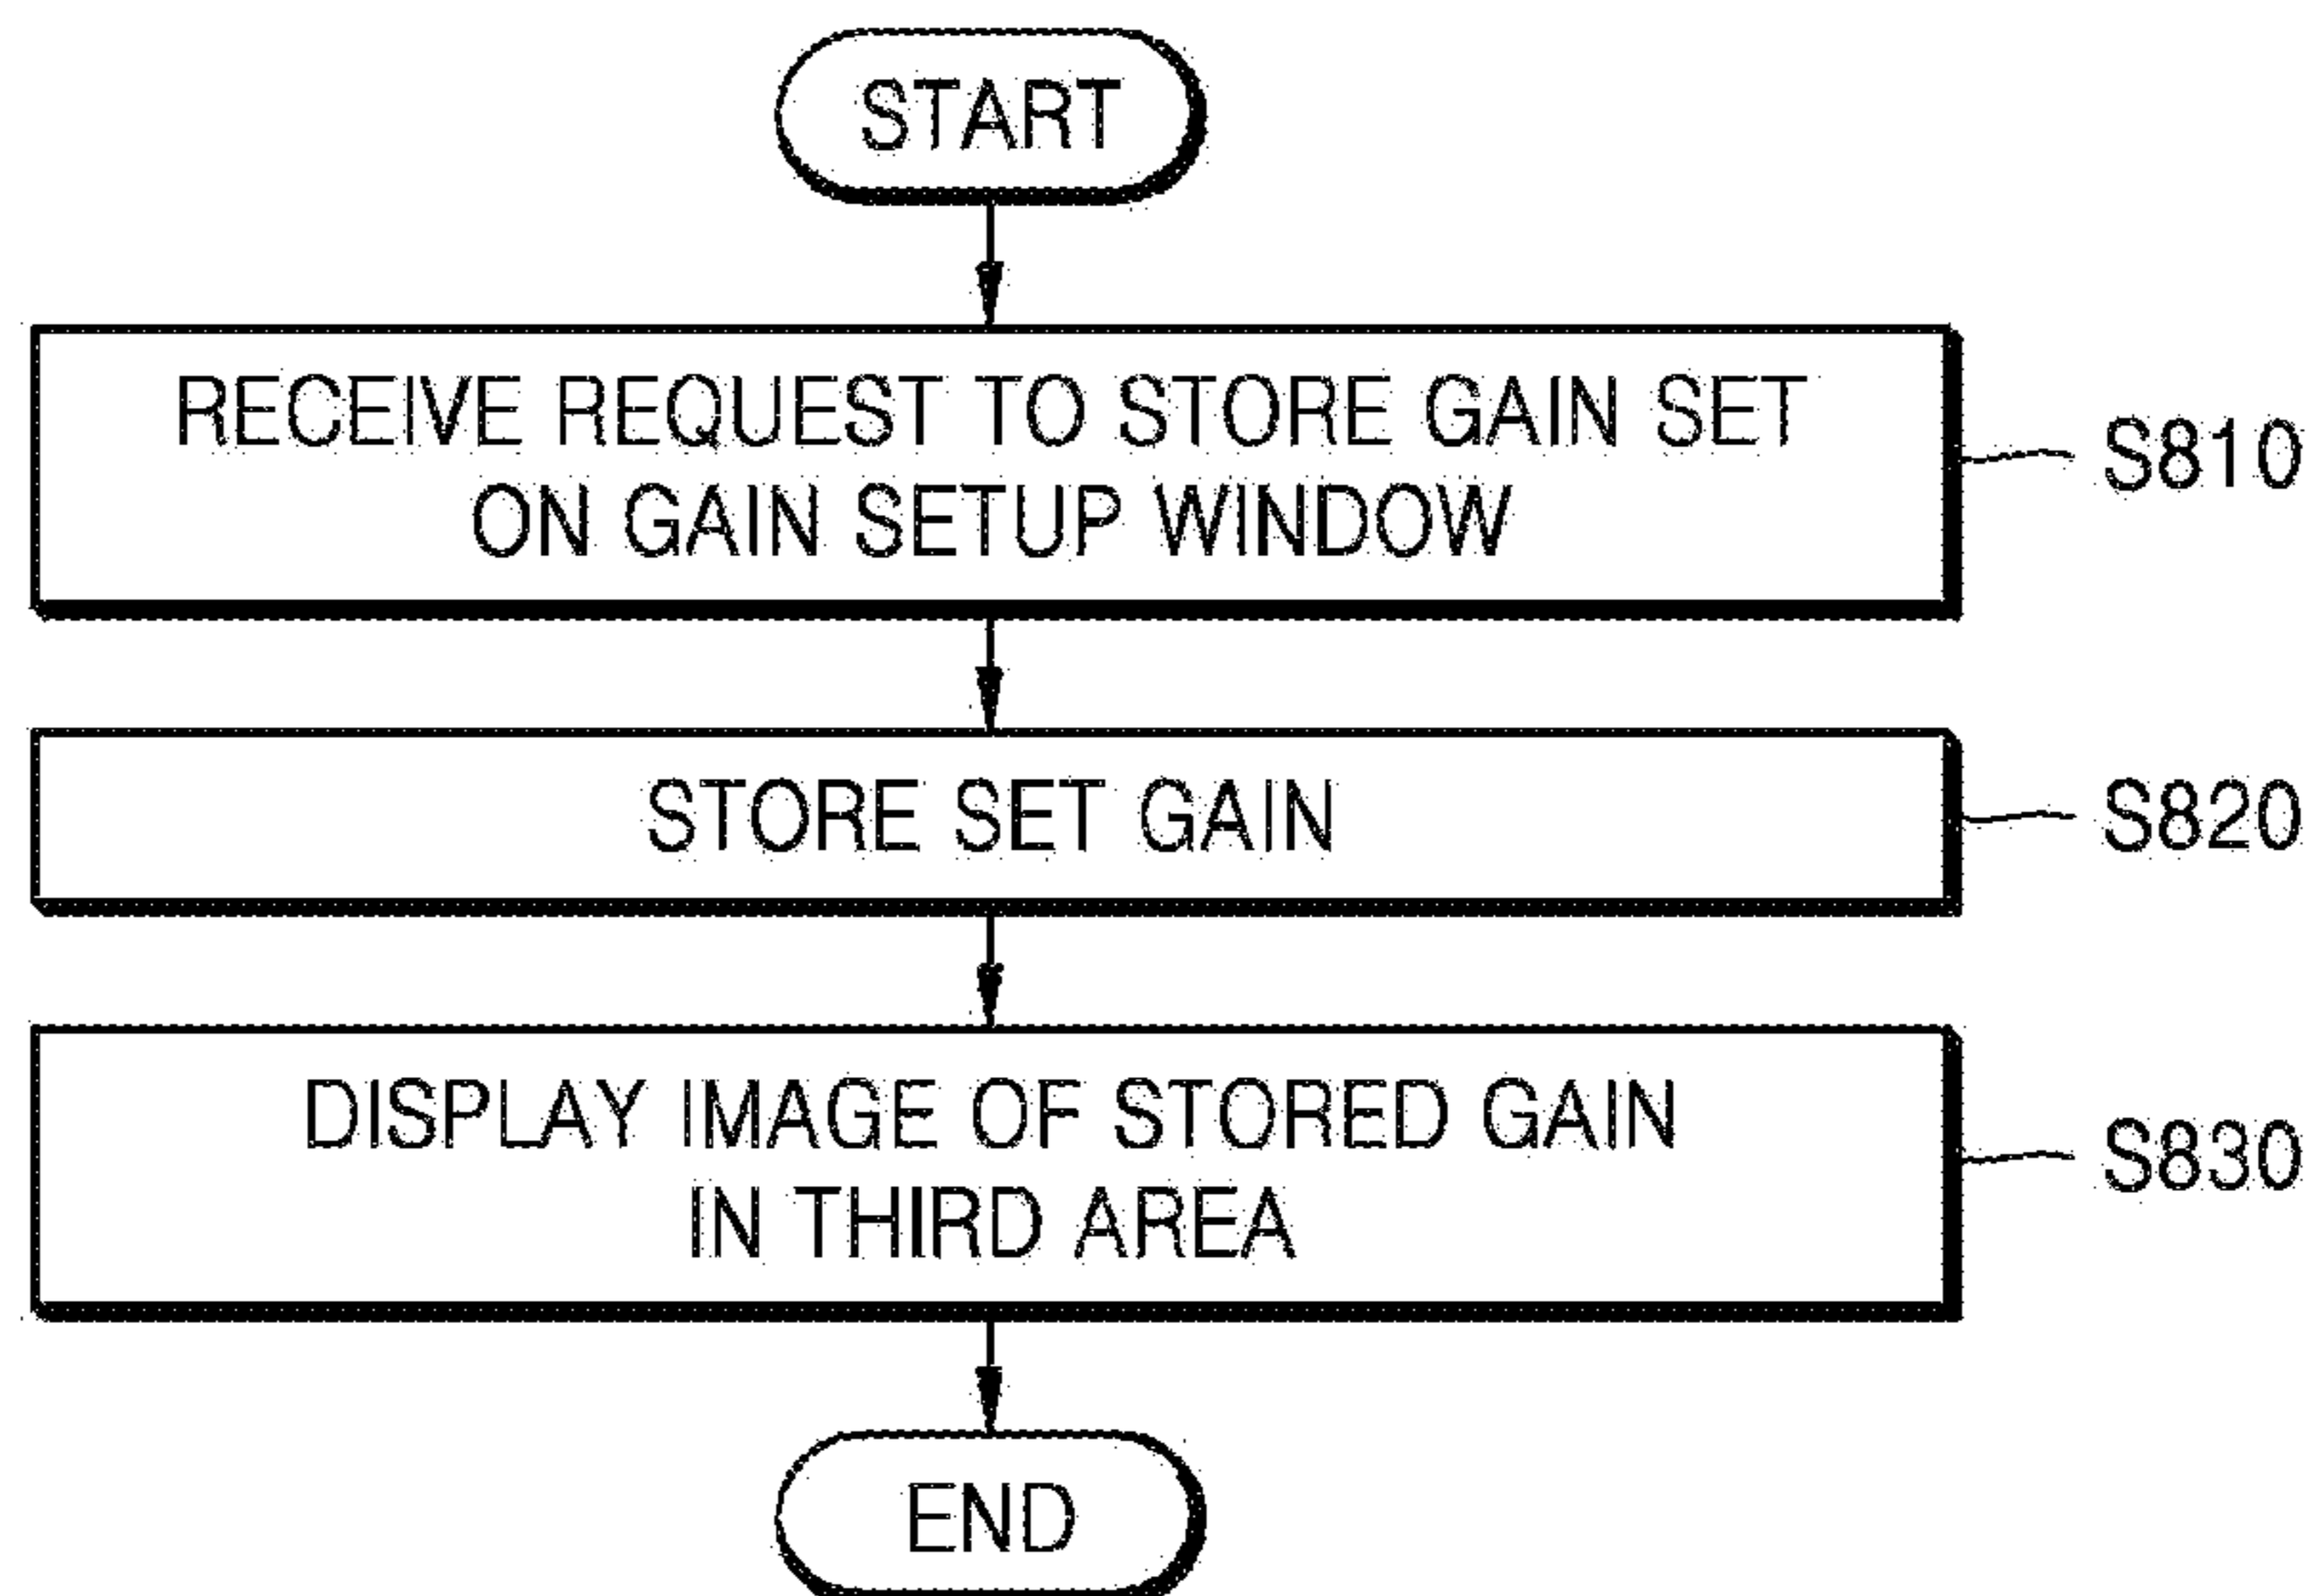 START
RECEIVE REQUEST TO STORE GAIN SET
ON GAIN SETUP WINDOW
S810
STORE SET GAIN
S820
DISPLAY IMAGE OF STORED GAIN
IN THIRD AREA
S830
END